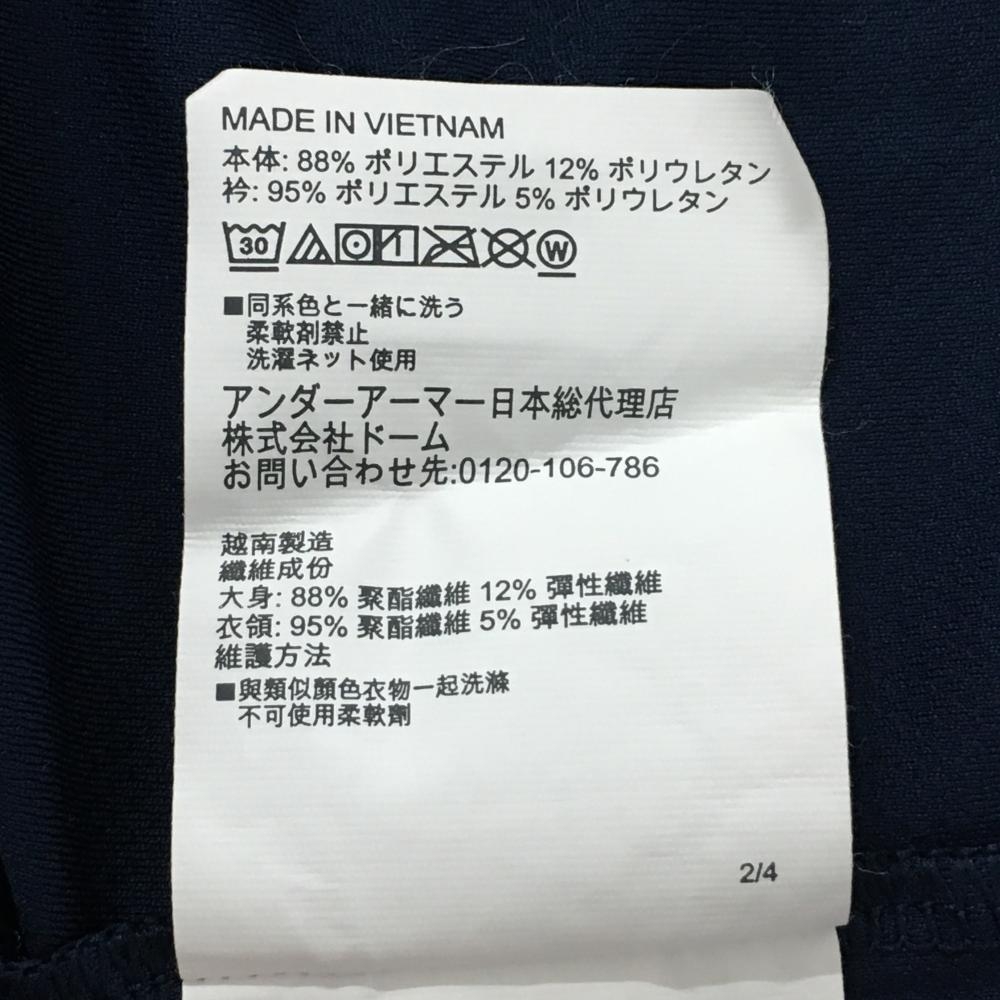 MADE IN VIETNAM
本体: 88% ポリエステル 12% ポリウレタン
衿: 95% ポリエステル 5% ポリウレタン
30 W
■同系色と一緒に洗う
柔軟剤禁止
洗濯ネット使用
アンダーアーマー日本総代理店
株式会社ドーム
お問い合わせ先:0120-106-786
越南製造
纖維成份
大身: 88% 聚酯纖維 12% 彈性纖維
衣領: 95% 聚酯纖維 5% 彈性纖維
維護方法
■與類似顏色衣物一起洗滌
不可使用柔軟劑
2/4